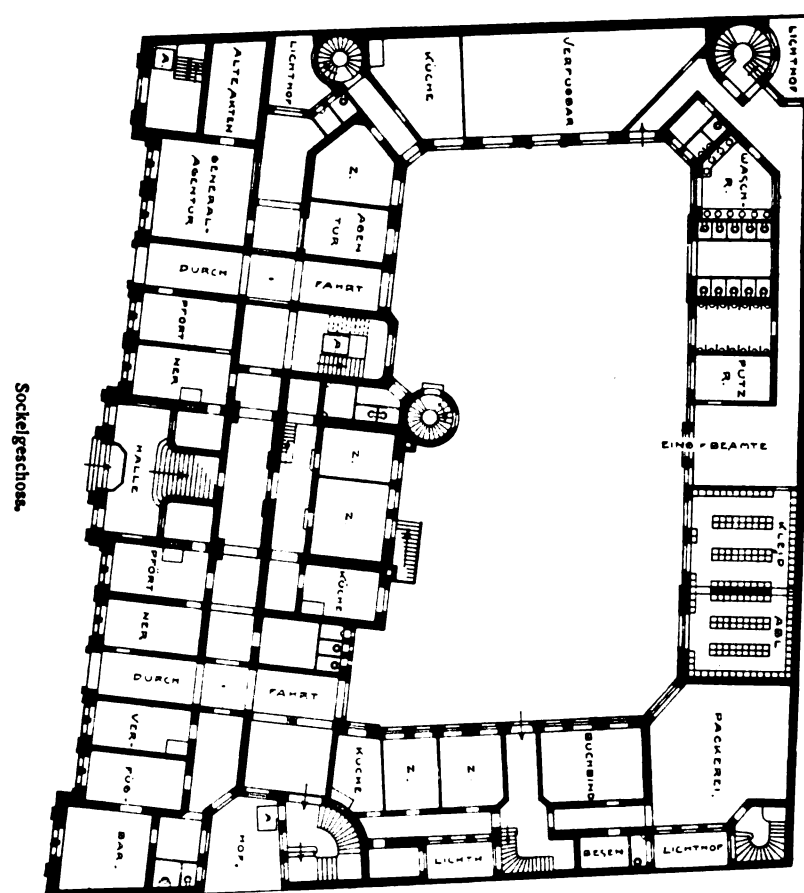 Sockelgeschoss.
A.
ALTE AKTEN
LICHTHOF
KÜCHE
VERFÜGBAR
LICHTHOF
GENERAL-
AGENTUR
N.
AGEN
TUR
WASCH-
R.
DURCH
-
FAHRT
PFÖRT
NER
A
PUTZ
R.
HALLE
N.
N.
EING.BEAMTE
KLEID
ABL
PFÖRT
NER
KÜCHE
DURCH
-
FAHRT
VER-
FÜG-
BAR.
HOF.
A
KÜCHE
N.
N.
BUCHBIND
PACKEREI.
LICHTH
BESEN
LICHTHOF